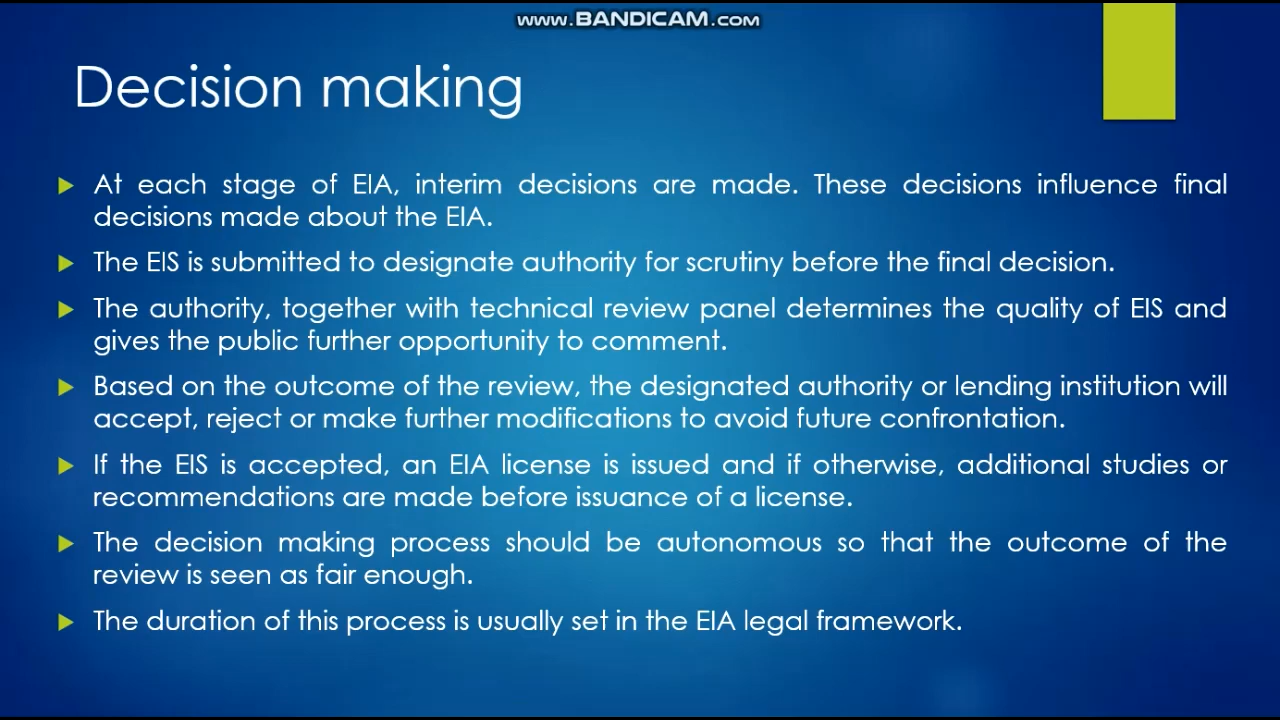 www.BANDICAM.com
Decision making
At each stage of EIA, interim decisions are made. These decisions influence final
decisions made about the EIA.
The EIS is submitted to designate authority for scrutiny before the final decision.
The authority, together with technical review panel determines the quality of EIS and
gives the public further opportunity to comment.
Based on the outcome of the review, the designated authority or lending institution will
accept, reject or make further modifications to avoid future confrontation.
If the EIS is accepted, an EIA license is issued and if otherwise, additional studies or
recommendations are made before issuance of a license.
The decision making process should be autonomous so that the outcome of the
review is seen as fair enough.
The duration of this process is usually set in the EIA legal framework.